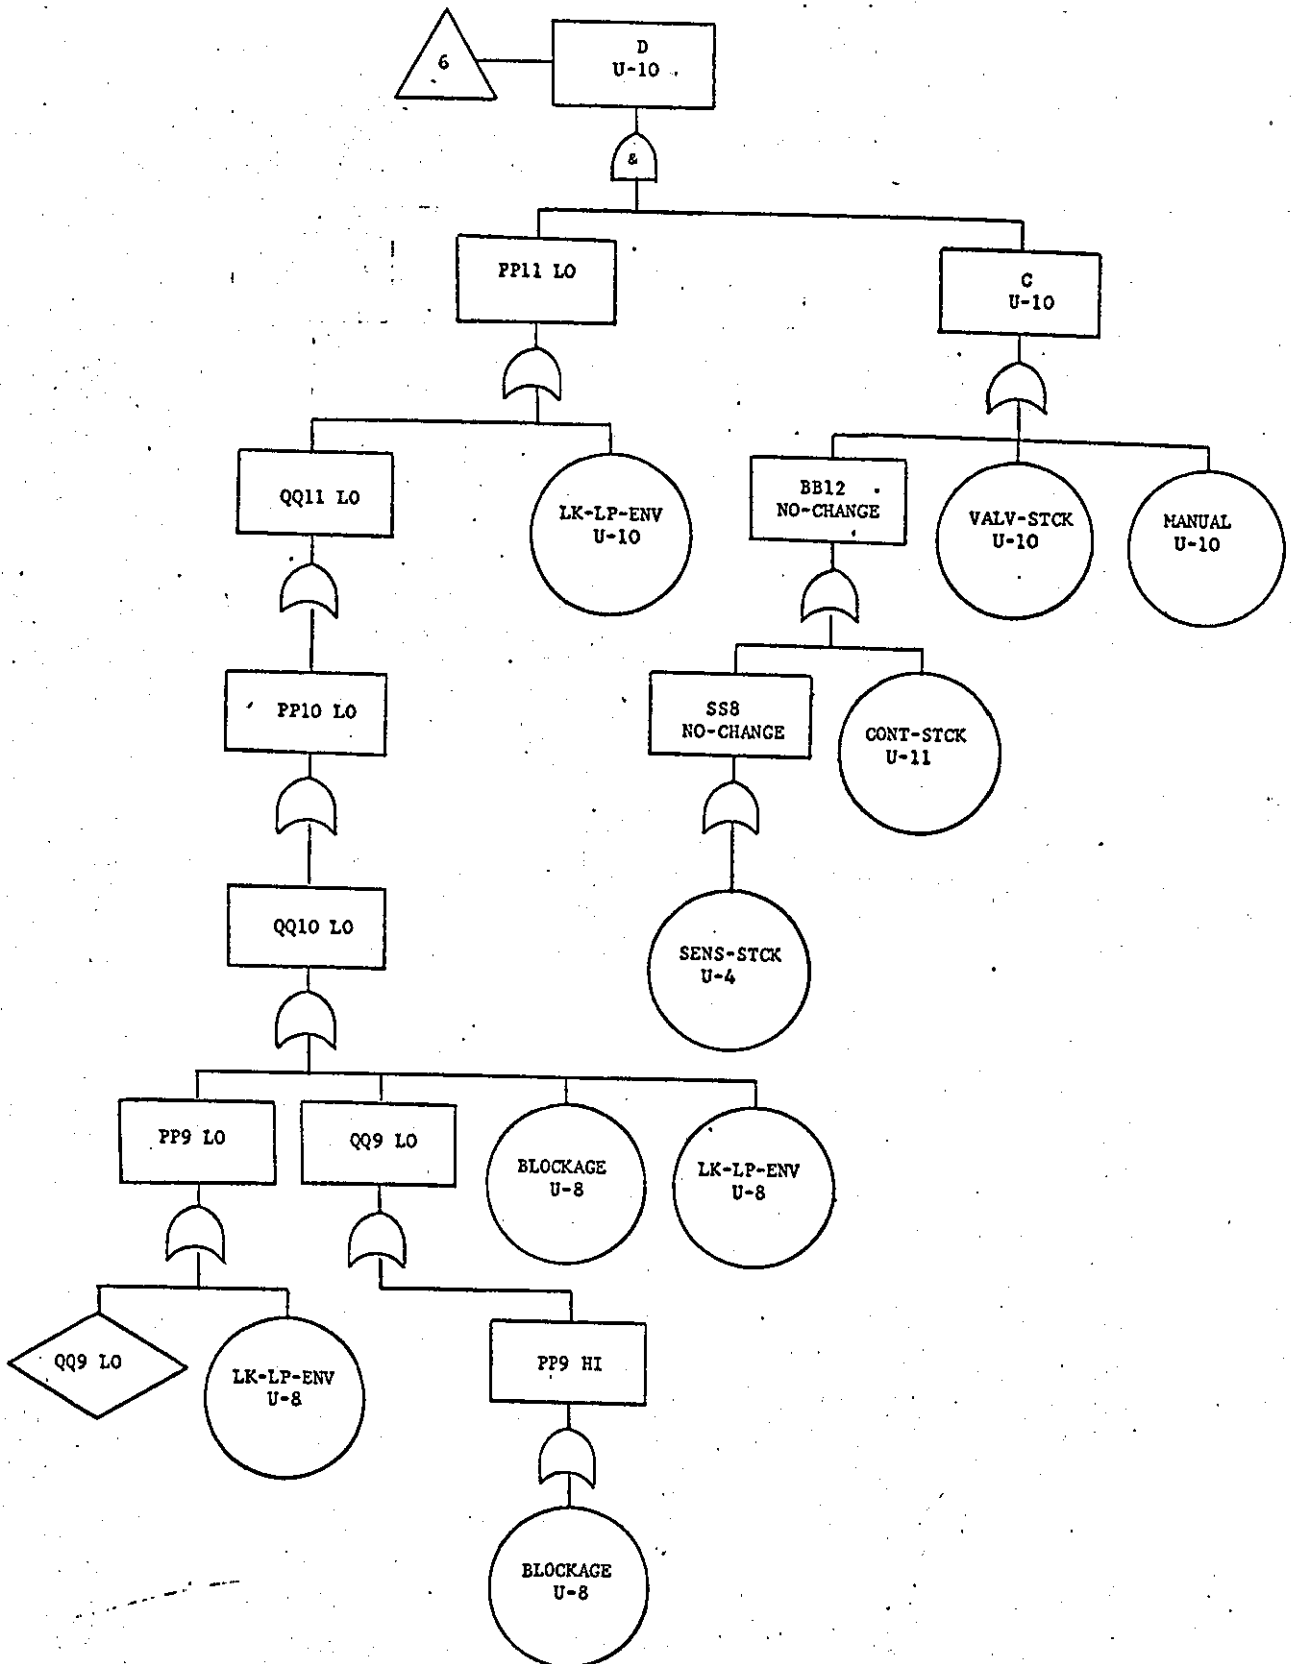 6
D
U-10
&
PP11 LO
C
U-10
QQ11 LO
LK-LP-ENV
U-10
BB12
NO-CHANGE
VALV-STCK
U-10
MANUAL
U-10
PP10 LO
SS8
NO-CHANGE
CONT-STCK
U-11
QQ10 LO
SENS-STCK
U-4
PP9 LO
QQ9 LO
BLOCKAGE
U-8
LK-LP-ENV
U-8
QQ9 LO
LK-LP-ENV
U-8
PP9 HI
BLOCKAGE
U-8